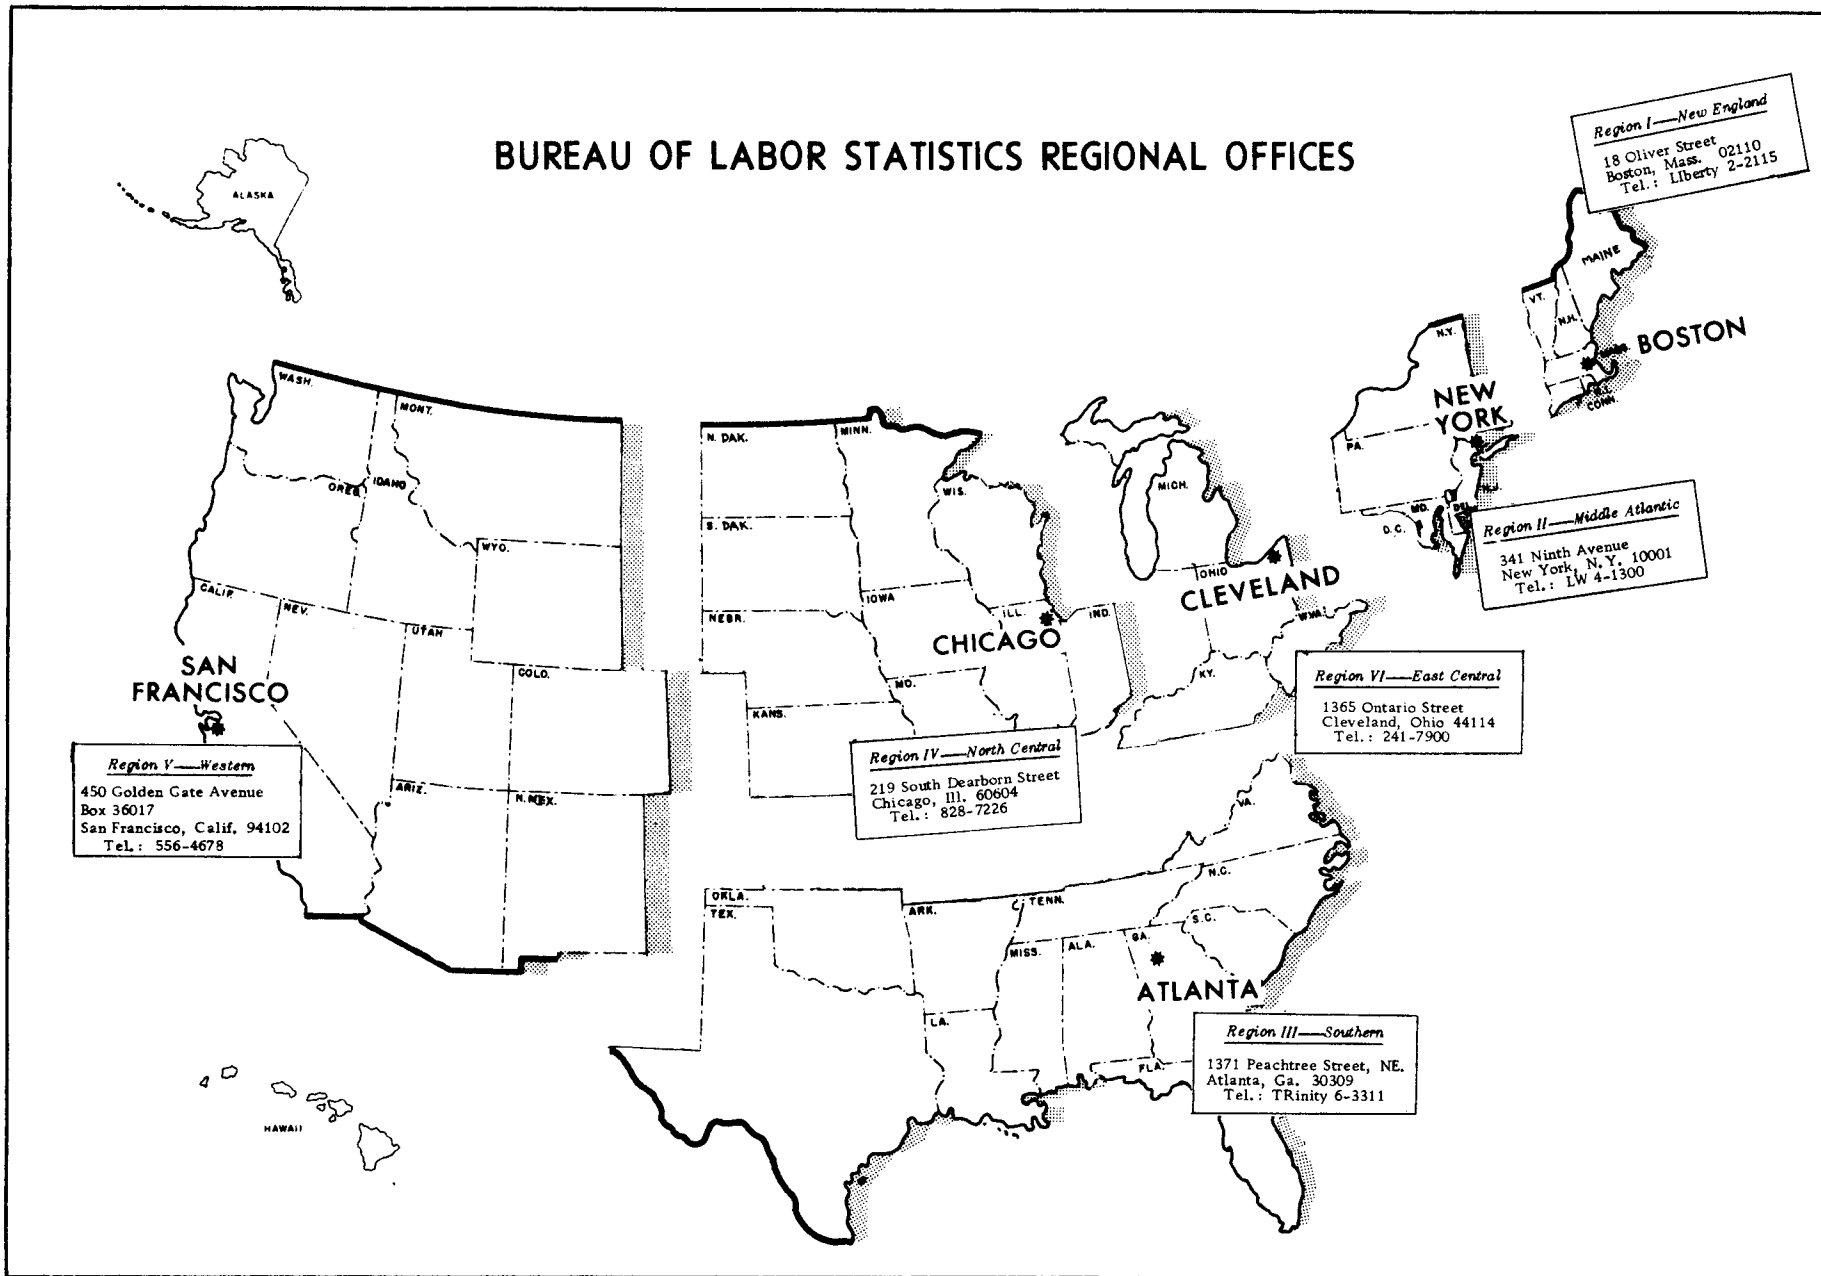 BUREAU OF LABOR STATISTICS REGIONAL OFFICES
Region I—New England
18 Oliver Street
Boston, Mass. 02110
Tel.: LIberty 2-2115
ALASKA
MAINE
VT.
N.H.
BOSTON
CONN.
N.Y.
NEW
YORK
PA.
N.J.
MD.
DEL.
D.C.
Region II—Middle Atlantic
341 Ninth Avenue
New York, N.Y. 10001
Tel.: LW 4-1300
WASH.
MONT.
OREG.
IDAHO
WYO.
CALIF.
NEV.
UTAH
COLO.
ARIZ.
N.MEX.
SAN
FRANCISCO
Region V—Western
450 Golden Gate Avenue
Box 36017
San Francisco, Calif. 94102
Tel.: 556-4678
N. DAK.
MINN.
S. DAK.
WIS.
MICH.
IOWA
NEBR.
ILL.
IND.
OHIO
CLEVELAND
CHICAGO
MO.
KANS.
KY.
W.VA.
Region VI—East Central
1365 Ontario Street
Cleveland, Ohio 44114
Tel.: 241-7900
Region IV—North Central
219 South Dearborn Street
Chicago, Ill. 60604
Tel.: 828-7226
VA.
N.C.
OKLA.
TEX.
ARK.
TENN.
S.C.
MISS.
ALA.
GA.
ATLANTA
LA.
FLA.
Region III—Southern
1371 Peachtree Street, NE.
Atlanta, Ga. 30309
Tel.: TRinity 6-3311
HAWAII